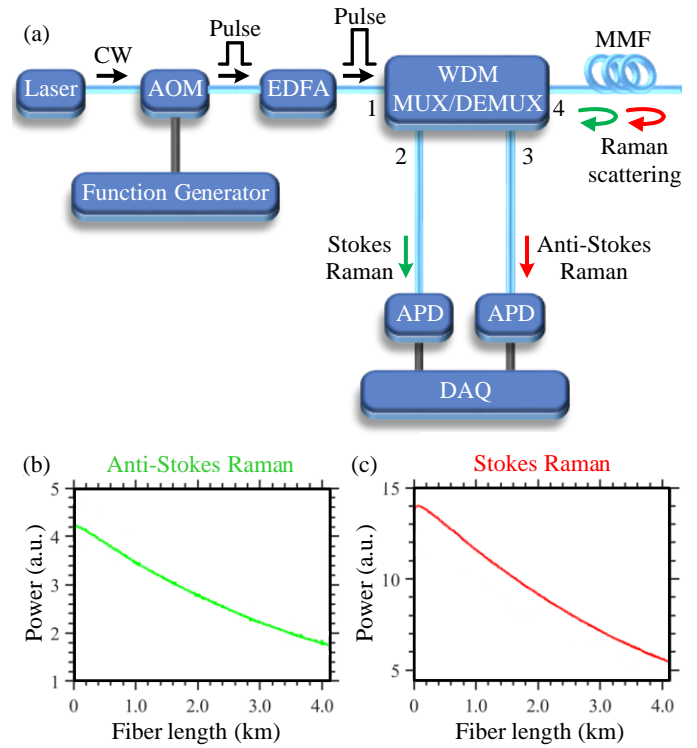 (a)
CW
Pulse
Pulse
MMF
Laser
AOM
EDFA
WDM
MUX/DEMUX
1
4
2
3
Raman
scattering
Function Generator
Stokes
Raman
Anti-Stokes
Raman
APD
APD
DAQ
(b)
Anti-Stokes Raman
5
4
3
2
1
Power (a.u.)
0
1.0
2.0
3.0
4.0
Fiber length (km)
(c)
Stokes Raman
15
10
5
Power (a.u.)
0
1.0
2.0
3.0
4.0
Fiber length (km)